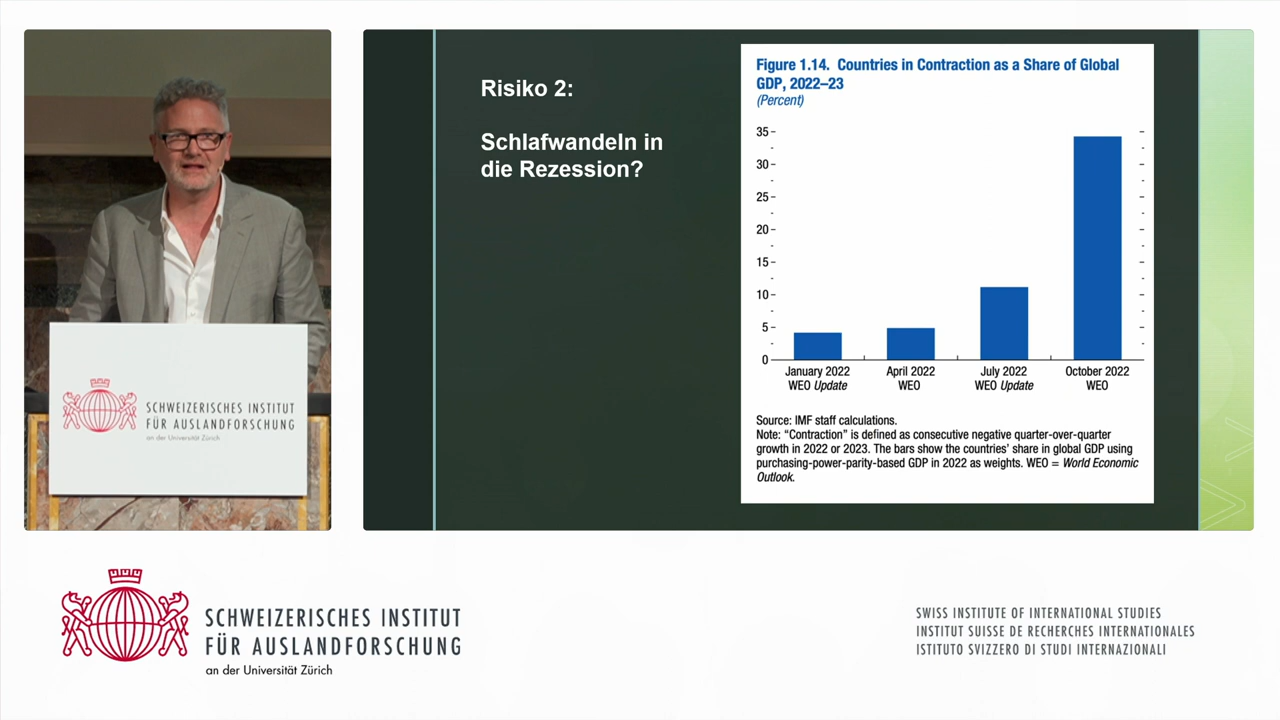 Risiko 2:
Schlafwandeln in
die Rezession?
Figure 1.14. Countries in Contraction as a Share of Global
GDP, 2022–23
(Percent)
35
30
25
20
15
10
5
0
January 2022
WEO Update
April 2022
WEO
July 2022
WEO Update
October 2022
WEO
Source: IMF staff calculations.
Note: “Contraction” is defined as consecutive negative quarter-over-quarter
growth in 2022 or 2023. The bars show the countries’ share in global GDP using
purchasing-power-parity-based GDP in 2022 as weights. WEO = World Economic
Outlook.
SCHWEIZERISCHES INSTITUT
FÜR AUSLANDFORSCHUNG
an der Universität Zürich
SCHWEIZERISCHES INSTITUT
FÜR AUSLANDFORSCHUNG
an der Universität Zürich
SWISS INSTITUTE OF INTERNATIONAL STUDIES
INSTITUT SUISSE DE RECHERCHES INTERNATIONALES
ISTITUTO SVIZZERO DI STUDI INTERNAZIONALI